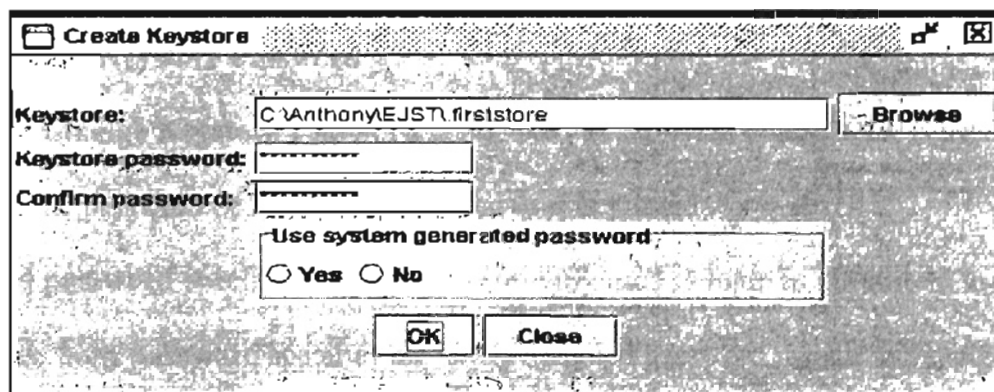 Create Keystore
Keystore: C:\Anthony\EJST\.firststore Browse
Keystore password: ***********
Confirm password: ***********
Use system generated password
Yes No
OK Close